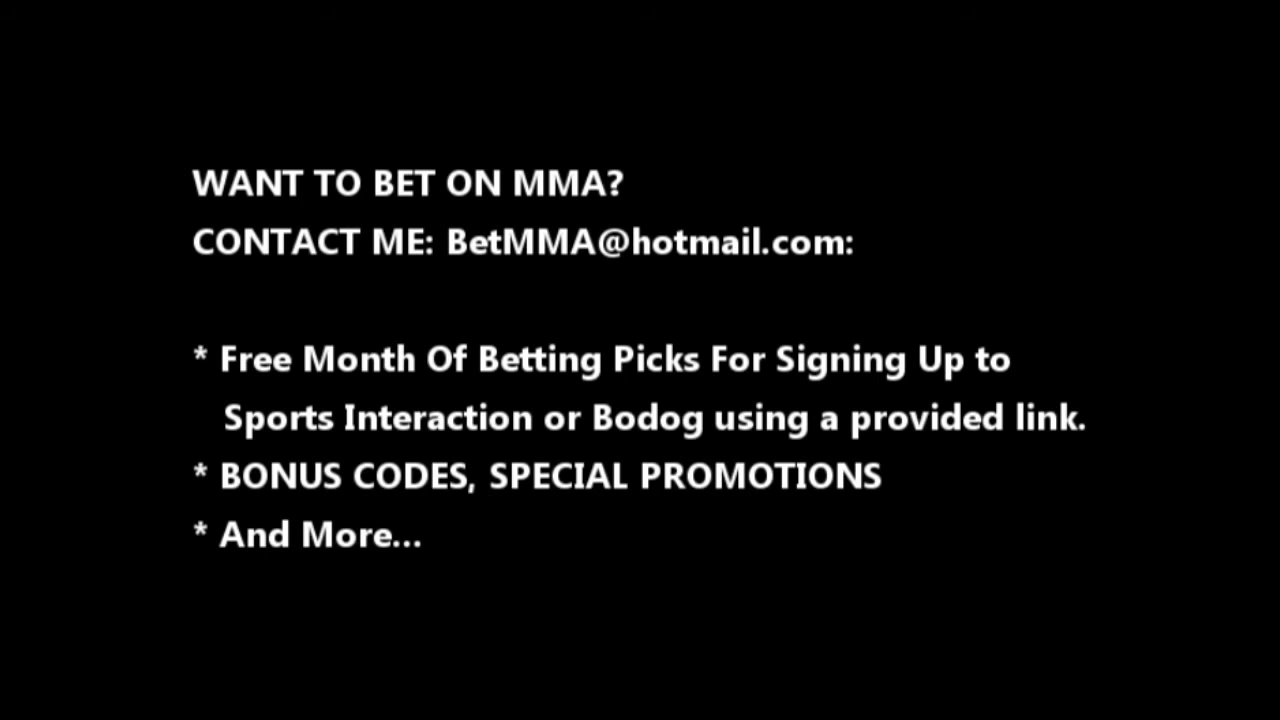 WANT TO BET ON MMA?
CONTACT ME: BetMMA@hotmail.com:
* Free Month Of Betting Picks For Signing Up to
Sports Interaction or Bodog using a provided link.
* BONUS CODES, SPECIAL PROMOTIONS
* And More...